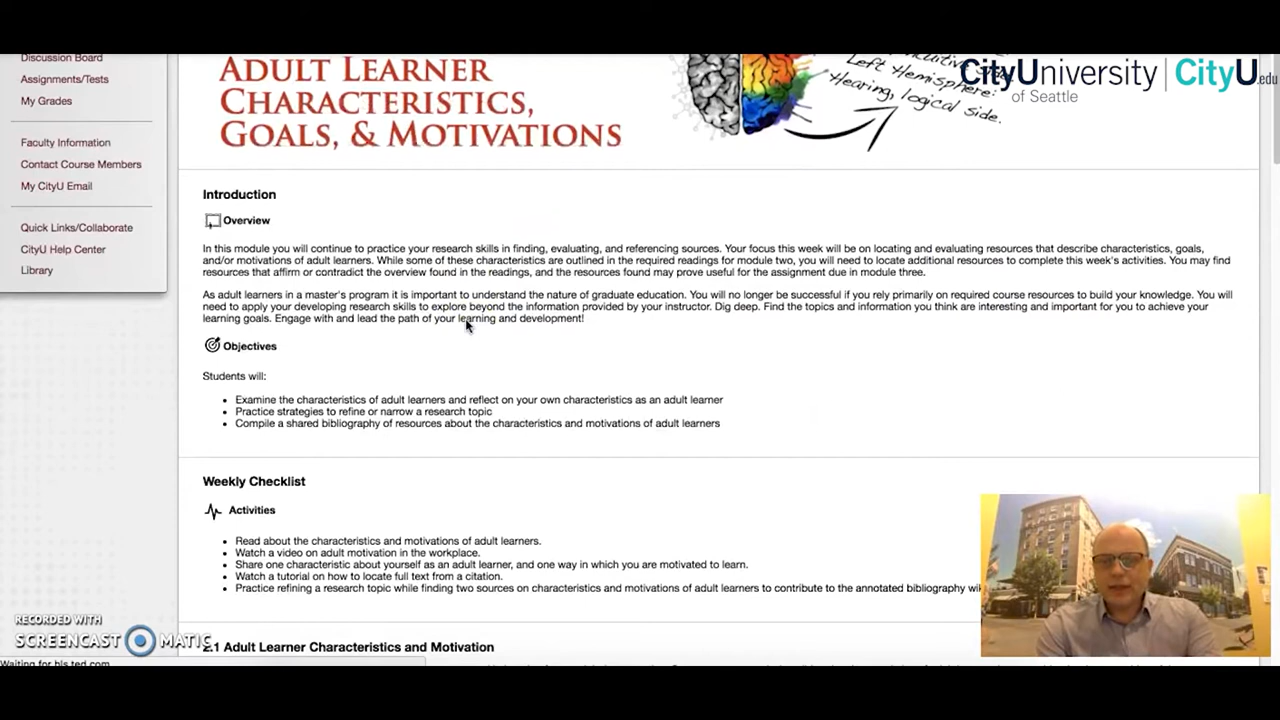 Discussion Board
Assignments/Tests
My Grades
Faculty Information
Contact Course Members
My CityU Email
Quick Links/Collaborate
CityU Help Center
Library
ADULT LEARNER
CHARACTERISTICS,
GOALS, & MOTIVATIONS
Left Hemisphere:
Hearing, logical side.
CityUniversity | CityU.edu
of Seattle
Introduction
Overview
In this module you will continue to practice your research skills in finding, evaluating, and referencing sources. Your focus this week will be on locating and evaluating resources that describe characteristics, goals,
and/or motivations of adult learners. While some of these characteristics are outlined in the required readings for module two, you will need to locate additional resources to complete this week's activities. You may find
resources that affirm or contradict the overview found in the readings, and the resources found may prove useful for the assignment due in module three.
As adult learners in a master's program it is important to understand the nature of graduate education. You will no longer be successful if you rely primarily on required course resources to build your knowledge. You will
need to apply your developing research skills to explore beyond the information provided by your instructor. Dig deep. Find the topics and information you think are interesting and important for you to achieve your
learning goals. Engage with and lead the path of your learning and development!
Objectives
Students will:
• Examine the characteristics of adult learners and reflect on your own characteristics as an adult learner
• Practice strategies to refine or narrow a research topic
• Compile a shared bibliography of resources about the characteristics and motivations of adult learners
Weekly Checklist
Activities
• Read about the characteristics and motivations of adult learners.
• Watch a video on adult motivation in the workplace.
• Share one characteristic about yourself as an adult learner, and one way in which you are motivated to learn.
• Watch a tutorial on how to locate full text from a citation.
• Practice refining a research topic while finding two sources on characteristics and motivations of adult learners to contribute to the annotated bibliography
2.1 Adult Learner Characteristics and Motivation
RECORDED WITH
SCREENCAST MATIC
Waiting for hls.ted.com